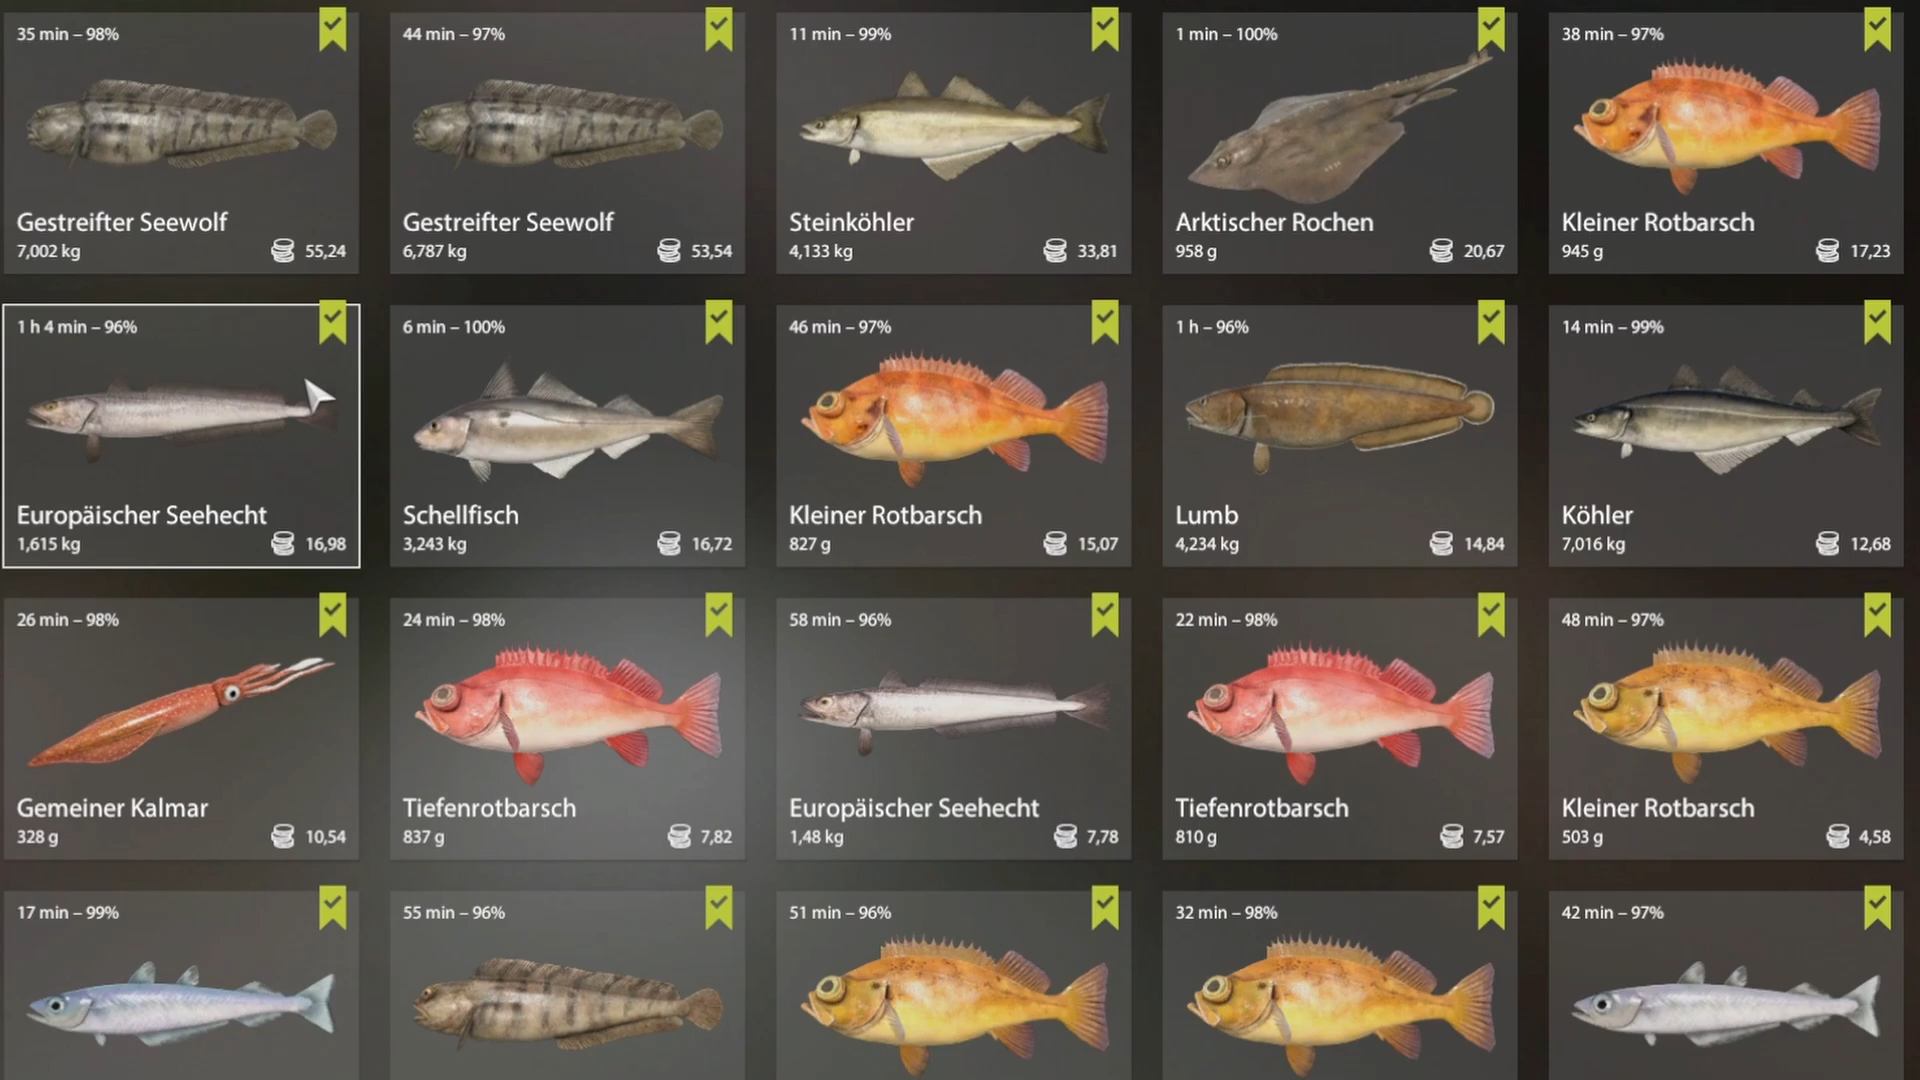 35 min – 98%
Gestreifter Seewolf
7,002 kg
55,24
44 min – 97%
Gestreifter Seewolf
6,787 kg
53,54
11 min – 99%
Steinköhler
4,133 kg
33,81
1 min – 100%
Arktischer Rochen
958 g
20,67
38 min – 97%
Kleiner Rotbarsch
945 g
17,23
1 h 4 min – 96%
Europäischer Seehecht
1,615 kg
16,98
6 min – 100%
Schellfisch
3,243 kg
16,72
46 min – 97%
Kleiner Rotbarsch
827 g
15,07
1 h – 96%
Lumb
4,234 kg
14,84
14 min – 99%
Köhler
7,016 kg
12,68
26 min – 98%
Gemeiner Kalmar
328 g
10,54
24 min – 98%
Tiefenrotbarsch
837 g
7,82
58 min – 96%
Europäischer Seehecht
1,48 kg
7,78
22 min – 98%
Tiefenrotbarsch
810 g
7,57
48 min – 97%
Kleiner Rotbarsch
503 g
4,58
17 min – 99%
55 min – 96%
51 min – 96%
32 min – 98%
42 min – 97%